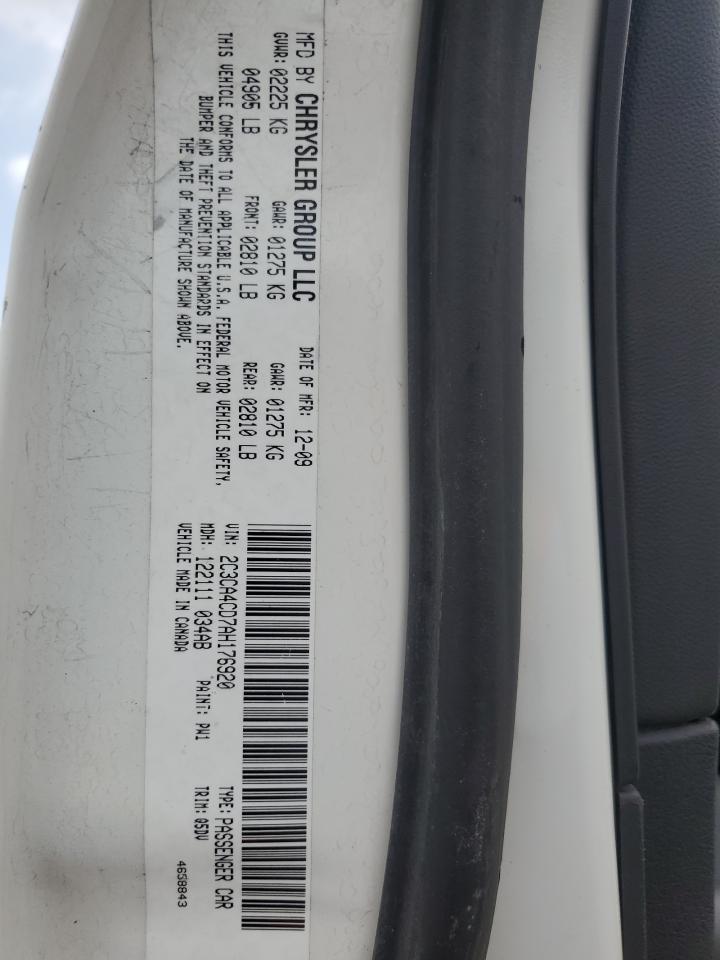 MFD BY CHRYSLER GROUP LLC DATE OF MFR: 12-09
GVWR: 02225 KG GAWR: 01275 KG GAWR: 01275 KG
04905 LB FRONT: 02810 LB REAR: 02810 LB
THIS VEHICLE CONFORMS TO ALL APPLICABLE U.S.A. FEDERAL MOTOR VEHICLE SAFETY,
BUMPER AND THEFT PREVENTION STANDARDS IN EFFECT ON
THE DATE OF MANUFACTURE SHOWN ABOVE.
VIN: 2C3CA4CD7AH176920 TYPE: PASSENGER CAR
MDH: 122111 034AB PAINT: PW1 TRIM: Q5DV
VEHICLE MADE IN CANADA 4658843